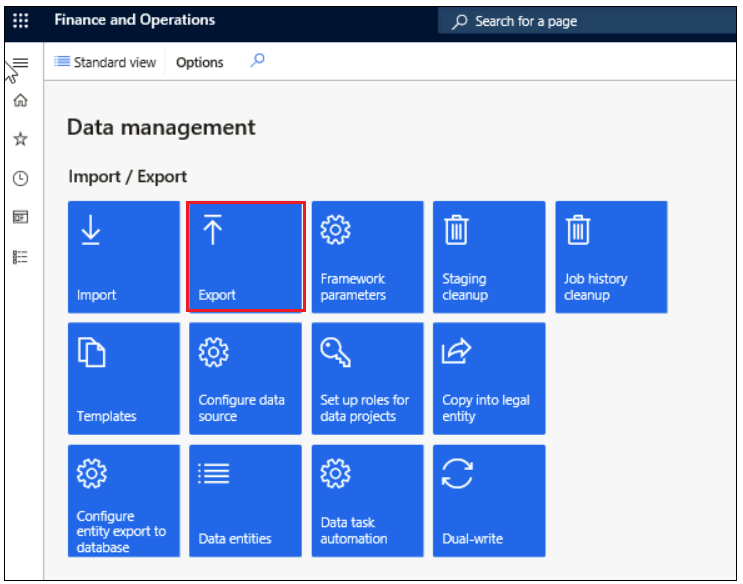 Finance and Operations
Search for a page
Standard view
Options
Data management
Import / Export
Import
Export
Framework
parameters
Staging
cleanup
Job history
cleanup
Templates
Configure data
source
Set up roles for
data projects
Copy into legal
entity
Configure
entity export to
database
Data entities
Data task
automation
Dual-write